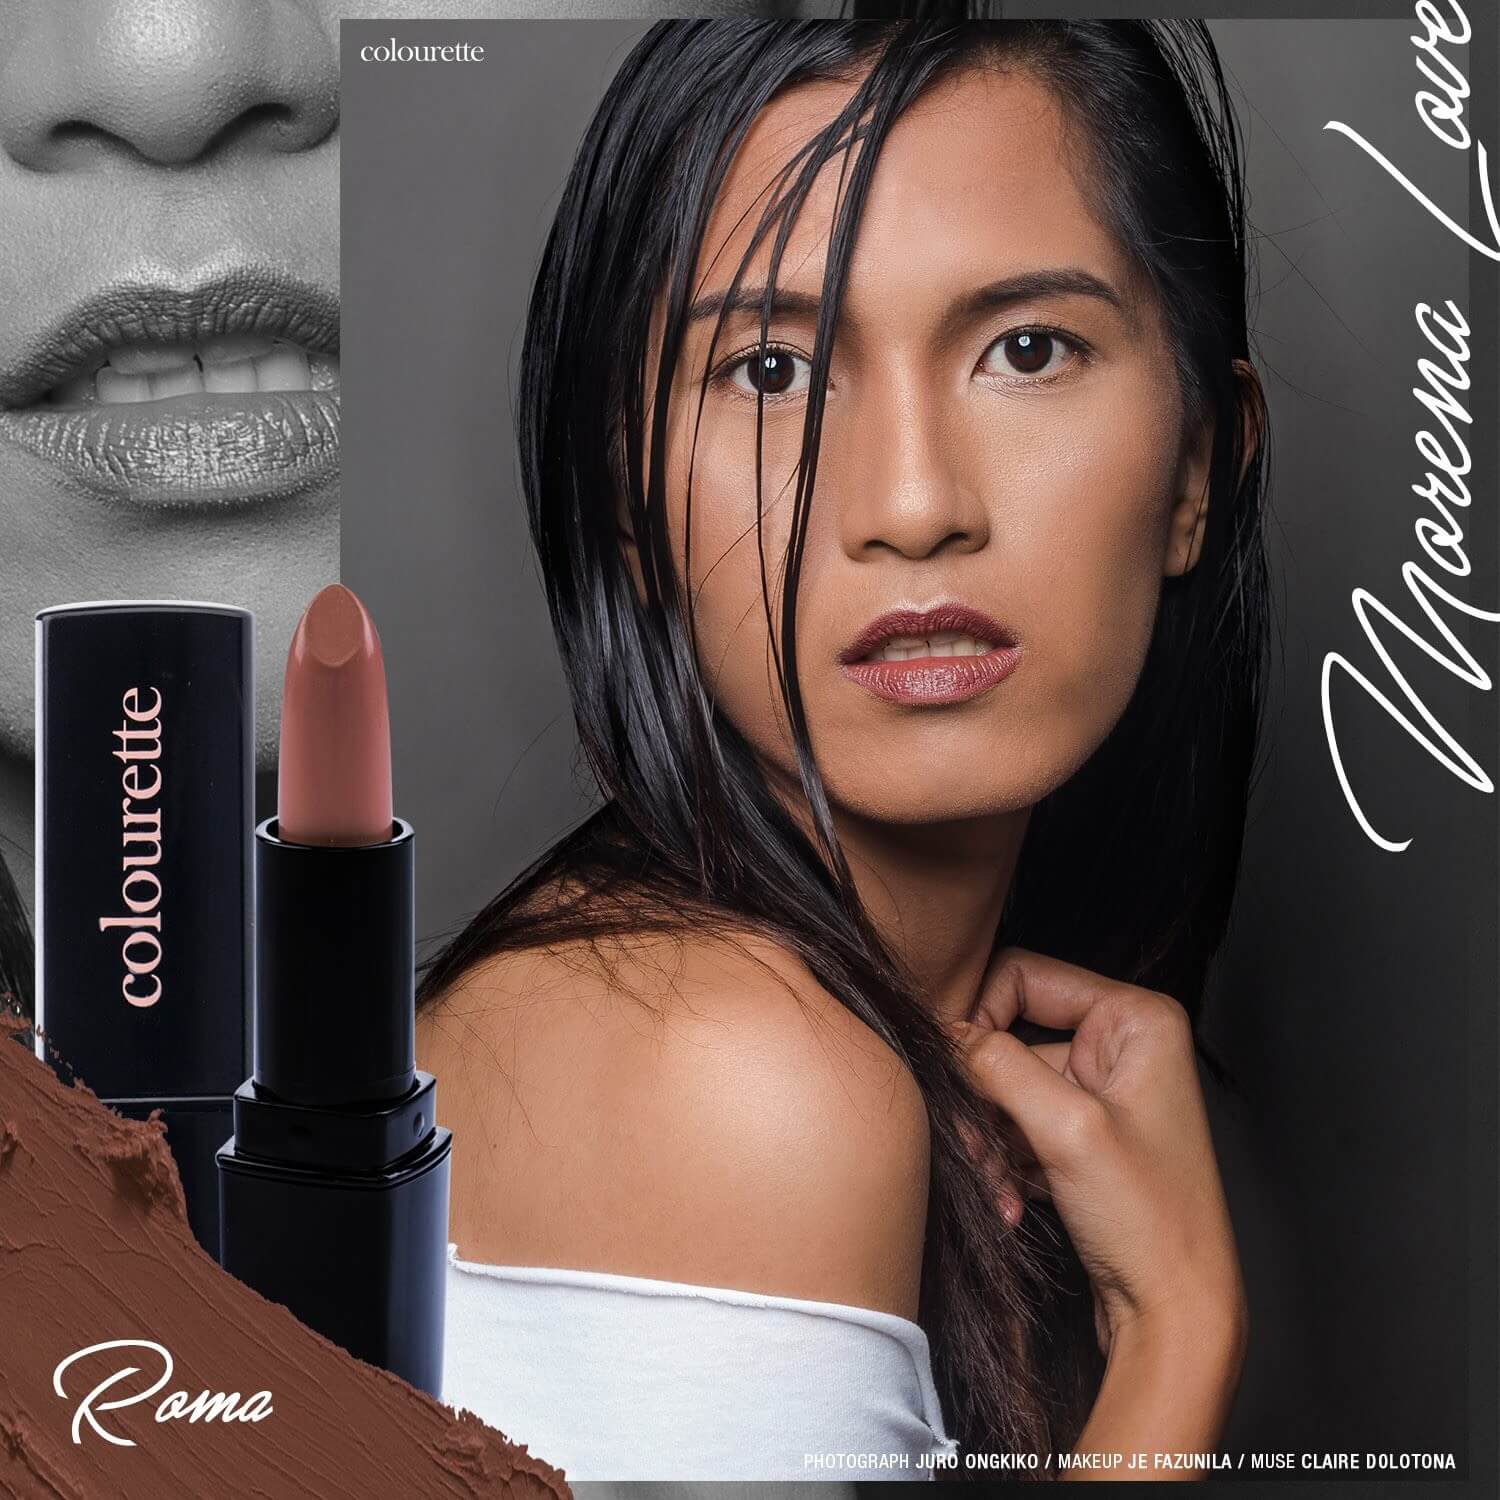 colourette
Morena Love
colourette
Roma
PHOTOGRAPH JURO ONGKIKO / MAKEUP JE FAZUNILA / MUSE CLAIRE DOLOTONA